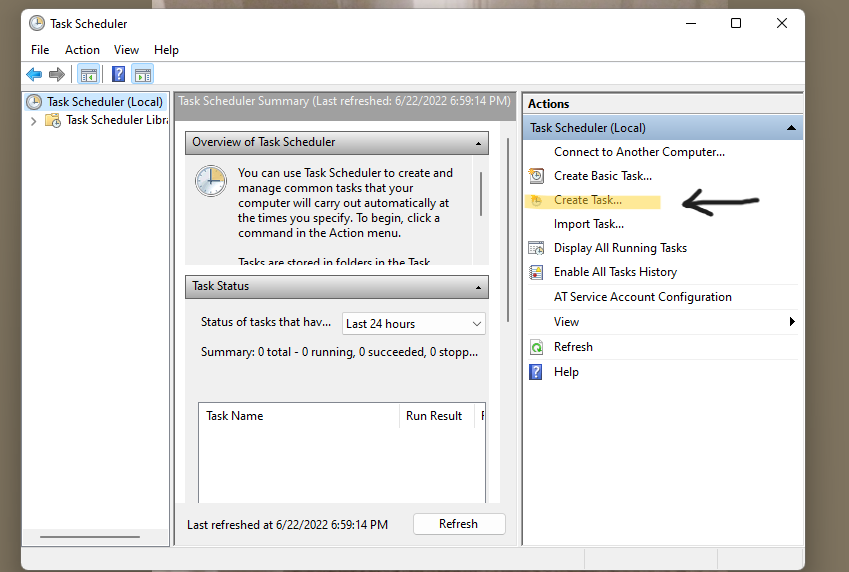 Task Scheduler
File Action View Help
Task Scheduler (Local)
Task Scheduler Libra
Task Scheduler Summary (Last refreshed: 6/22/2022 6:59:14 PM)
Overview of Task Scheduler
You can use Task Scheduler to create and
manage common tasks that your
computer will carry out automatically at
the times you specify. To begin, click a
command in the Action menu.
Tasks are stored in folders in the Task
Task Status
Status of tasks that hav...
Last 24 hours
Summary: 0 total - 0 running, 0 succeeded, 0 stopp...
Task Name Run Result
Last refreshed at 6/22/2022 6:59:14 PM
Refresh
Actions
Task Scheduler (Local)
Connect to Another Computer...
Create Basic Task...
Create Task...
Import Task...
Display All Running Tasks
Enable All Tasks History
AT Service Account Configuration
View
Refresh
Help